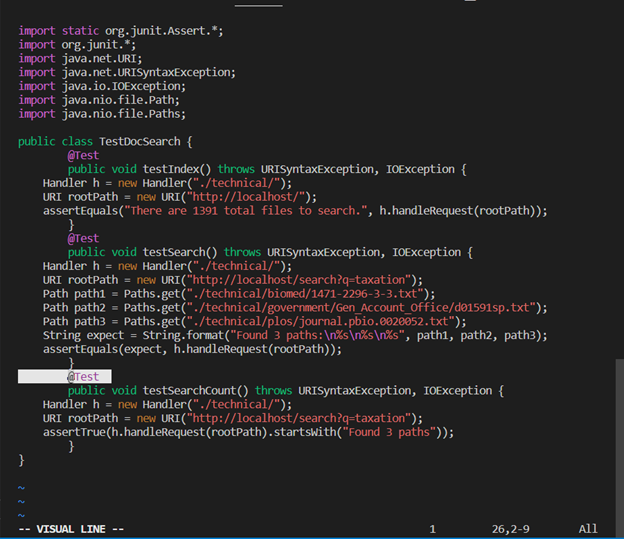 import static org.junit.Assert.*;
import org.junit.*;
import java.net.URI;
import java.net.URISyntaxException;
import java.io.IOException;
import java.nio.file.Path;
import java.nio.file.Paths;

public class TestDocSearch {
        @Test
        public void testIndex() throws URISyntaxException, IOException {
    Handler h = new Handler("./technical/");
    URI rootPath = new URI("http://localhost/");
    assertEquals("There are 1391 total files to search.", h.handleRequest(rootPath));
        }
        @Test
        public void testSearch() throws URISyntaxException, IOException {
    Handler h = new Handler("./technical/");
    URI rootPath = new URI("http://localhost/search?q=taxation");
    Path path1 = Paths.get("./technical/biomed/1471-2296-3-3.txt");
    Path path2 = Paths.get("./technical/government/Gen_Account_Office/d01591sp.txt");
    Path path3 = Paths.get("./technical/plos/journal.pbio.0020052.txt");
    String expect = String.format("Found 3 paths:\n%s\n%s\n%s", path1, path2, path3);
    assertEquals(expect, h.handleRequest(rootPath));
        }
        @Test
        public void testSearchCount() throws URISyntaxException, IOException {
    Handler h = new Handler("./technical/");
    URI rootPath = new URI("http://localhost/search?q=taxation");
    assertTrue(h.handleRequest(rootPath).startsWith("Found 3 paths"));
        }
}

~
~
~
-- VISUAL LINE -- 1 26,2-9 All